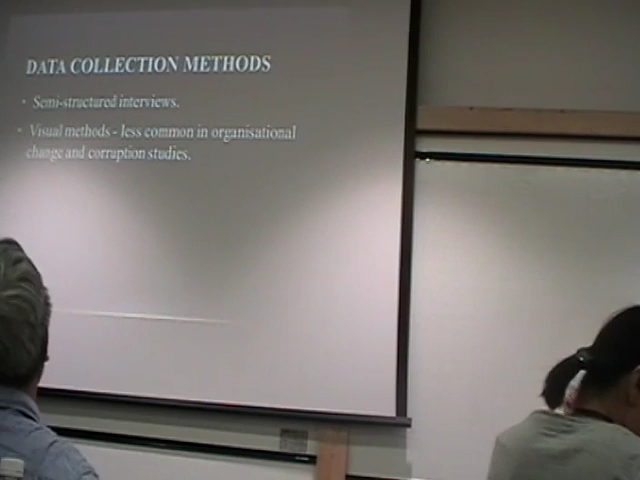 DATA COLLECTION METHODS
• Semi-structured interviews.
• Visual methods - less common in organisational
change and corruption studies.